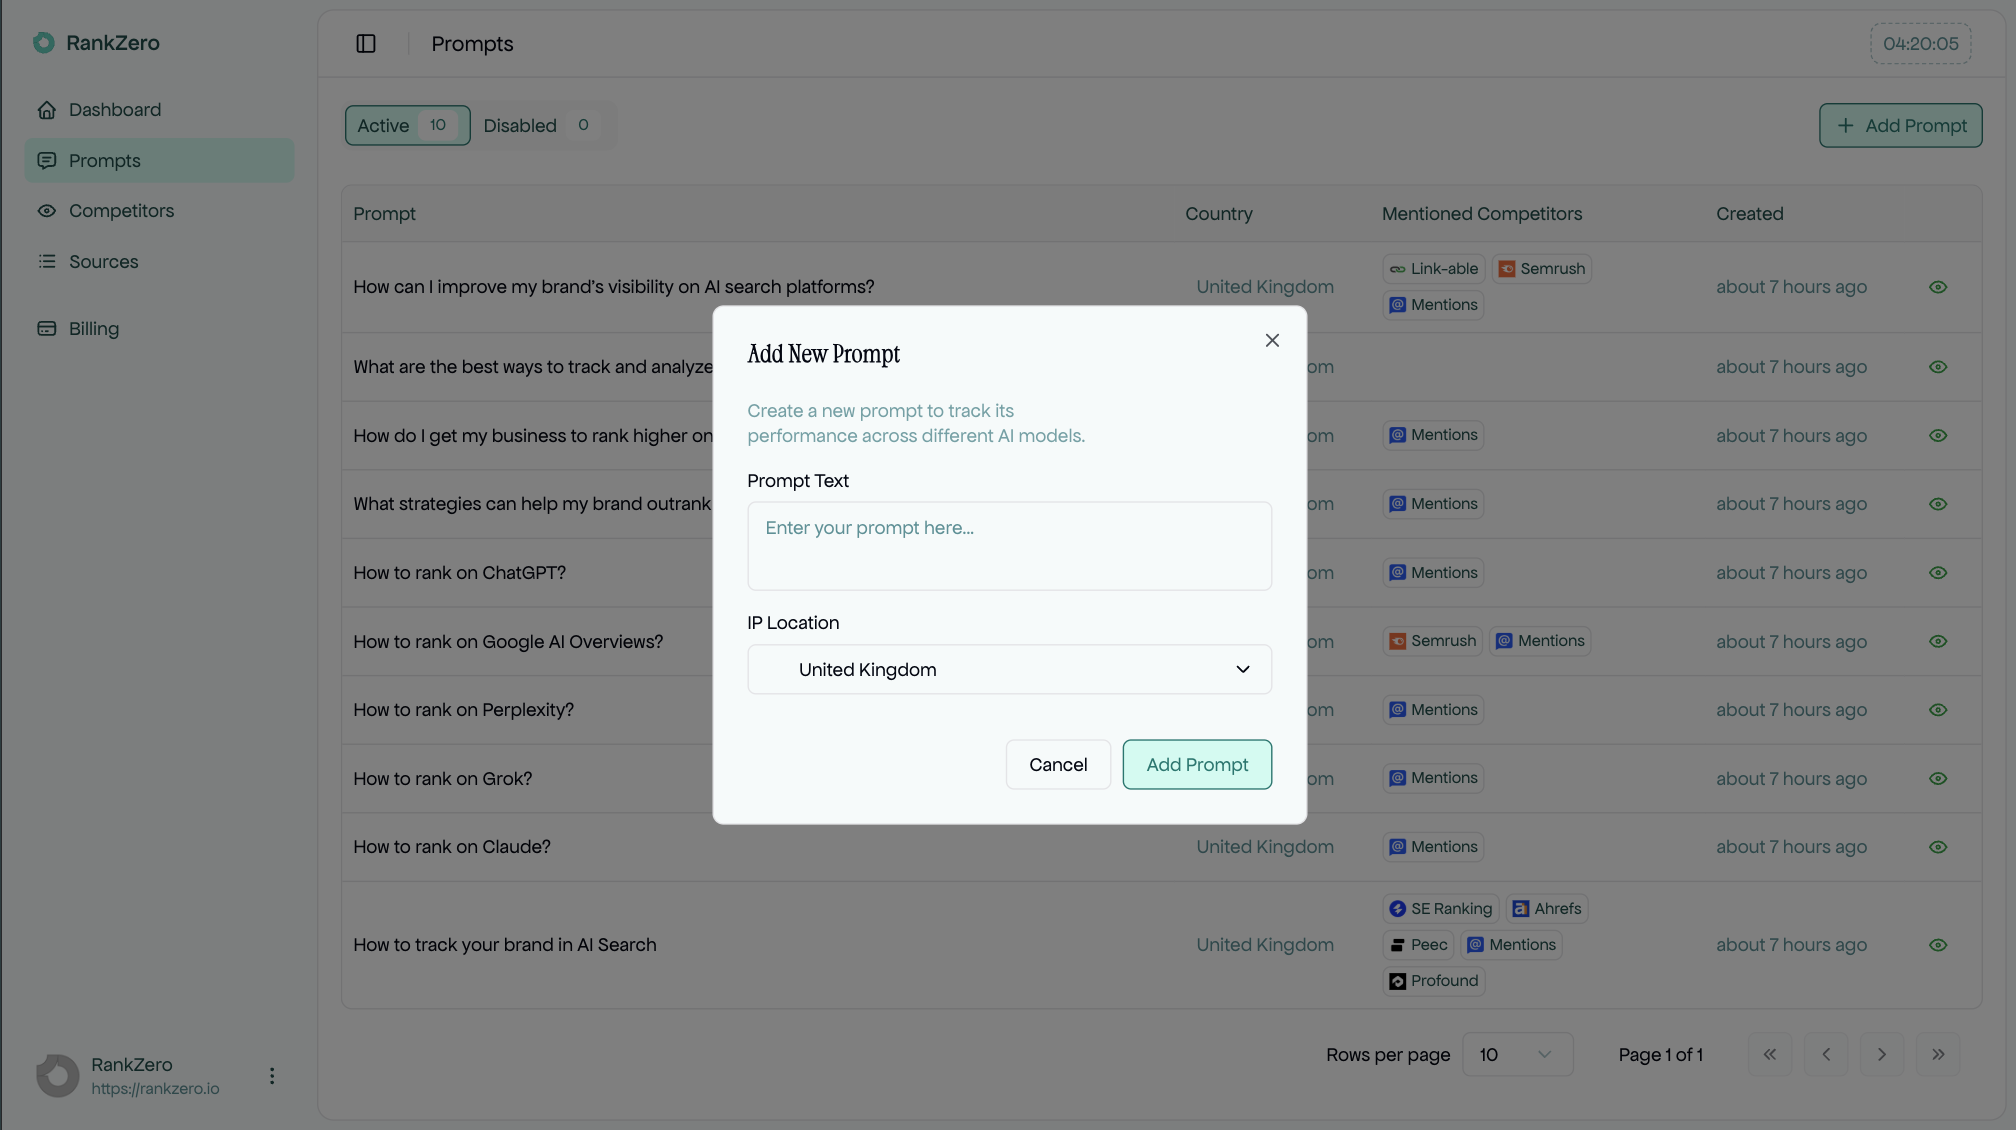 RankZero
Dashboard
Prompts
Competitors
Sources
Billing
RankZero
https://rankzero.io
Prompts
04:20:05
Active 10 Disabled 0
+ Add Prompt
Prompt Country Mentioned Competitors Created
How can I improve my brand's visibility on AI search platforms? United Kingdom Link-able Semrush about 7 hours ago
Mentions
What are the best ways to track and analyze om about 7 hours ago
How do I get my business to rank higher on om Mentions about 7 hours ago
What strategies can help my brand outrank om Mentions about 7 hours ago
How to rank on ChatGPT? om Mentions about 7 hours ago
How to rank on Google AI Overviews? om Semrush Mentions about 7 hours ago
How to rank on Perplexity? om Mentions about 7 hours ago
How to rank on Grok? om Mentions about 7 hours ago
How to rank on Claude? United Kingdom Mentions about 7 hours ago
SE Ranking Ahrefs
How to track your brand in AI Search United Kingdom Peec Mentions about 7 hours ago
Profound
Rows per page 10 Page 1 of 1
Add New Prompt
Create a new prompt to track its
performance across different AI models.
Prompt Text
Enter your prompt here...
IP Location
United Kingdom
Cancel Add Prompt